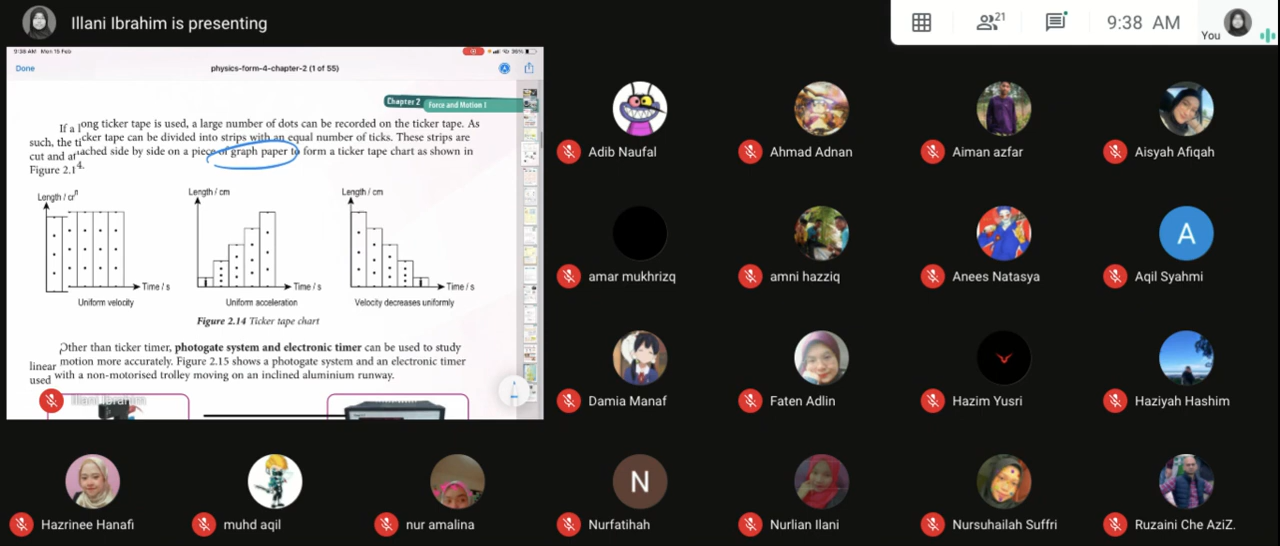 Illani Ibrahim is presenting
21
9:38 AM
You
9:38 AM Mon 15 Feb
36%
Done
physics-form-4-chapter-2 (1 of 55)
Chapter 2 Force and Motion I
If a long ticker tape is used, a large number of dots can be recorded on the ticker tape. As
such, the ticker tape can be divided into strips with an equal number of ticks. These strips are
cut and attached side by side on a piece of graph paper to form a ticker tape chart as shown in
Figure 2.14.
Length / cm
Length / cm
Length / cm
Time / s
Time / s
Time / s
Uniform velocity
Uniform acceleration
Velocity decreases uniformly
Figure 2.14 Ticker tape chart
Other than ticker timer, photogate system and electronic timer can be used to study
linear motion more accurately. Figure 2.15 shows a photogate system and an electronic timer
used with a non-motorised trolley moving on an inclined aluminium runway.
Illani Ibrahim
Adib Naufal
Ahmad Adnan
Aiman azfar
Aisyah Afiqah
amar mukhrizq
amni hazziq
Anees Natasya
A
Aqil Syahmi
Damia Manaf
Faten Adlin
Hazim Yusri
Haziyah Hashim
Hazrinee Hanafi
muhd aqil
nur amalina
N
Nurfatihah
Nurlian Ilani
Nursuhailah Suffri
Ruzaini Che AziZ.